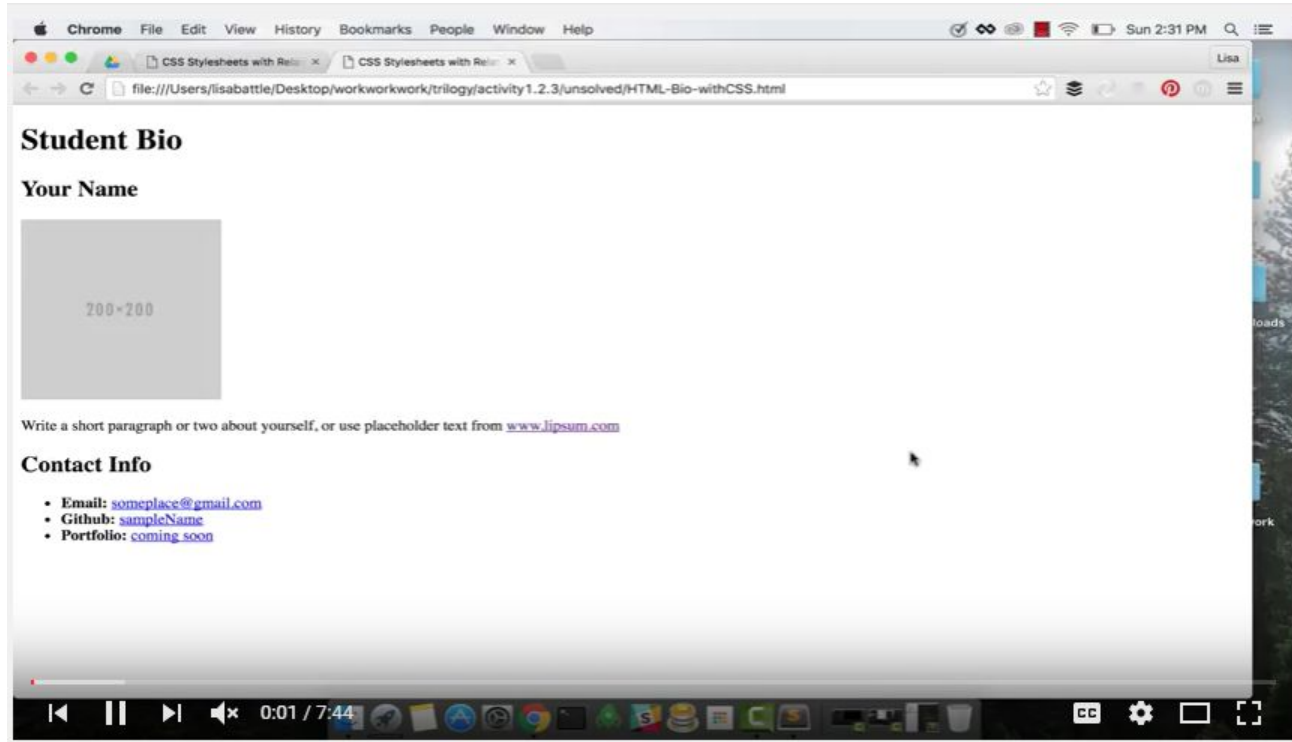 Chrome File Edit View History Bookmarks People Window Help Sun 2:31 PM
CSS Stylesheets with Rela × CSS Stylesheets with Rela × Lisa
file:///Users/lisabattle/Desktop/workworkwork/trilogy/activity1.2.3/unsolved/HTML-Bio-withCSS.html
Student Bio
Your Name
200×200
loads
Write a short paragraph or two about yourself, or use placeholder text from www.lipsum.com
Contact Info
• Email: someplace@gmail.com
• Github: sampleName
ork
• Portfolio: coming soon
0:01 / 7:44 CC